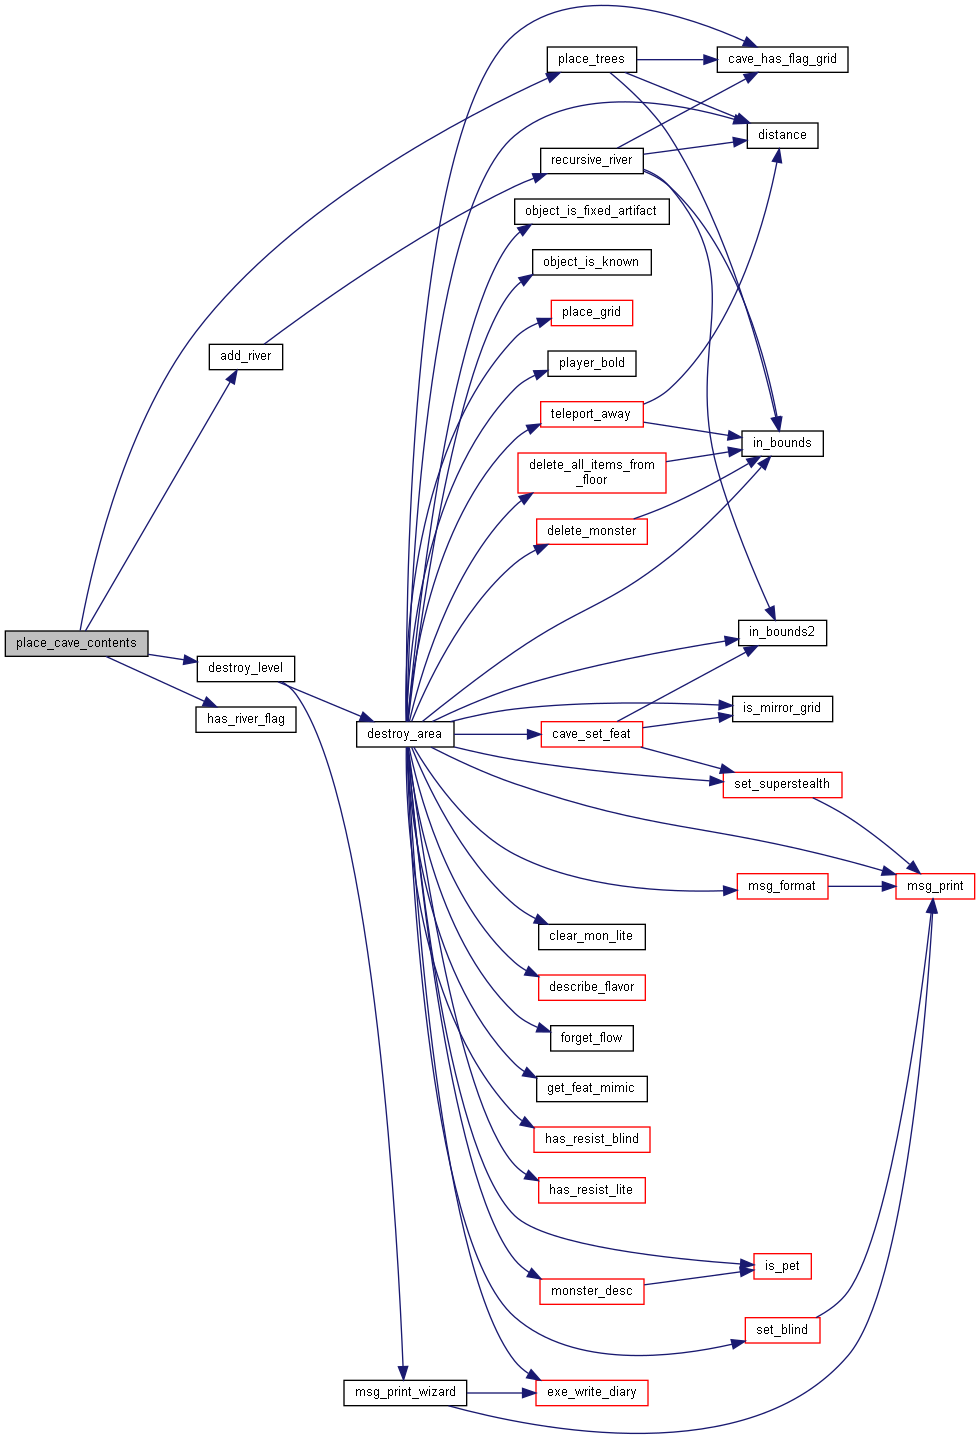 place_trees
cave_has_flag_grid
distance
recursive_river
object_is_fixed_artifact
object_is_known
place_grid
add_river
player_bold
teleport_away
in_bounds
delete_all_items_from
_floor
delete_monster
place_cave_contents
in_bounds2
destroy_level
has_river_flag
is_mirror_grid
destroy_area
cave_set_feat
set_superstealth
msg_format
msg_print
clear_mon_lite
describe_flavor
forget_flow
get_feat_mimic
has_resist_blind
has_resist_lite
is_pet
monster_desc
set_blind
msg_print_wizard
exe_write_diary